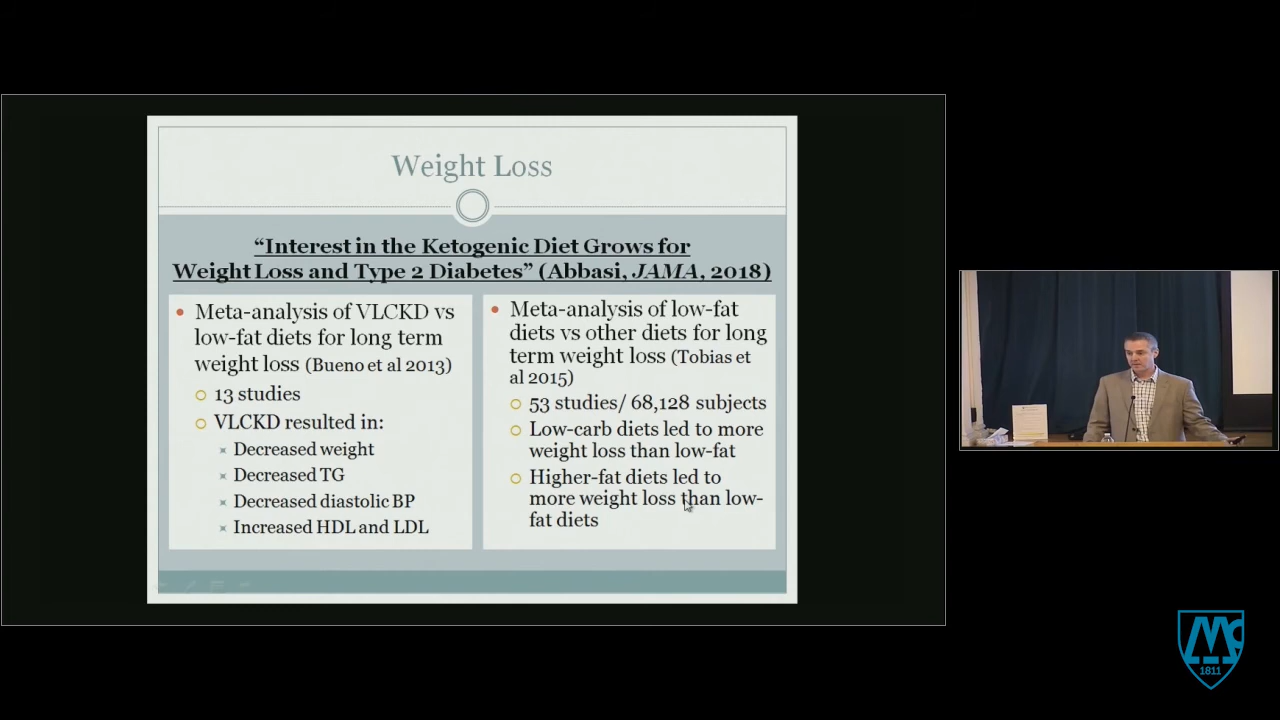 Weight Loss
“Interest in the Ketogenic Diet Grows for
Weight Loss and Type 2 Diabetes” (Abbasi, JAMA, 2018)
Meta-analysis of VLCKD vs
low-fat diets for long term
weight loss (Bueno et al 2013)
13 studies
VLCKD resulted in:
Decreased weight
Decreased TG
Decreased diastolic BP
Increased HDL and LDL
Meta-analysis of low-fat
diets vs other diets for long
term weight loss (Tobias et
al 2015)
53 studies/ 68,128 subjects
Low-carb diets led to more
weight loss than low-fat
Higher-fat diets led to
more weight loss than low-
fat diets
Mc
1811